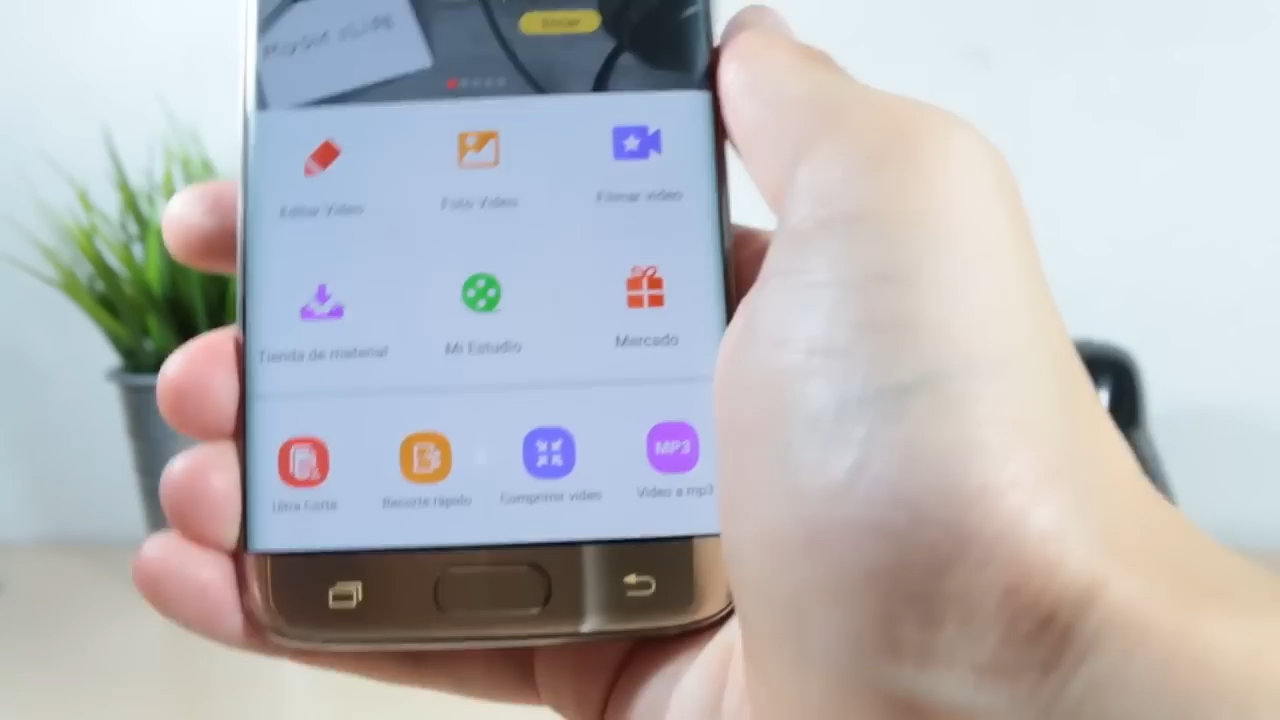 Editar Video
Foto Video
Filmar video
Tienda de material
Mi Estudio
Mercado
Ultra Corte
Recorte rápido
Comprimir video
MP3
Video a mp3